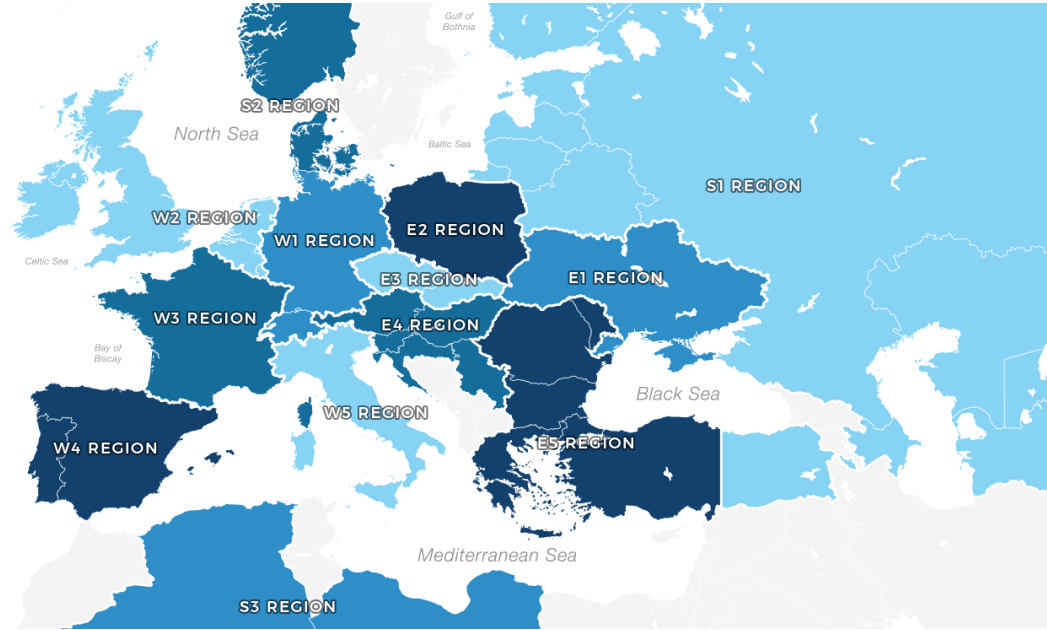 Gulf of
Bothnia
S2 REGION
North Sea
Baltic Sea
S1 REGION
W2 REGION
E2 REGION
W1 REGION
Celtic Sea
E3 REGION
E1 REGION
W3 REGION
E4 REGION
Bay of
Biscay
Black Sea
W5 REGION
W4 REGION
E5 REGION
Mediterranean Sea
S3 REGION